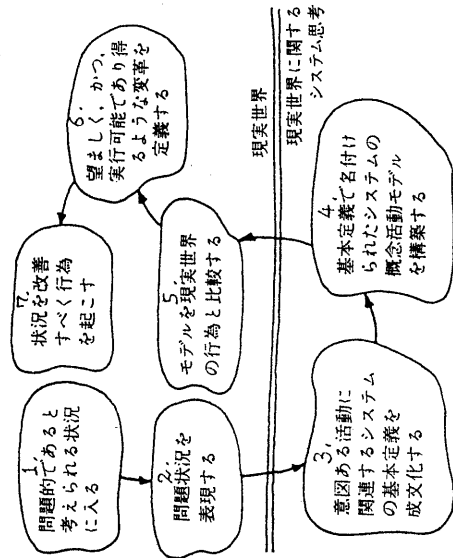 1.
問題的であると
考えられる状況
に入る
2.
問題状況を
表現する
3.
意図ある活動に
関連するシステム
の基本定義を
成文化する
4.
基本定義で名付け
られたシステムの
概念活動モデル
を構築する
5.
モデルを現実世界
の行為と比較する
6.
望ましく、かつ、
実行可能であり得
るような変革を
定義する
7.
状況を改善
すべく行為
を起こす
現実世界
現実世界に関する
システム思考